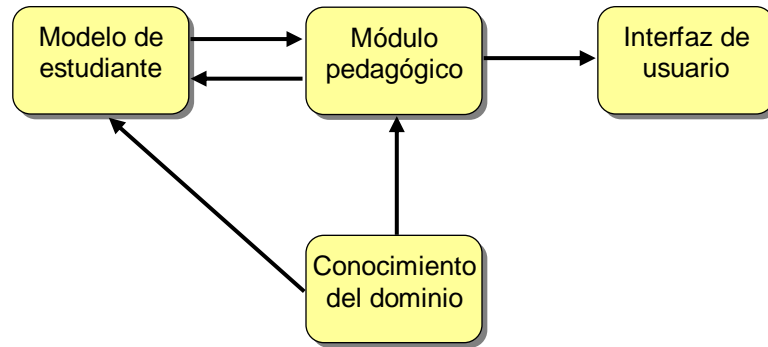 Modelo de
estudiante
Módulo
pedagógico
Interfaz de
usuario
Conocimiento
del dominio